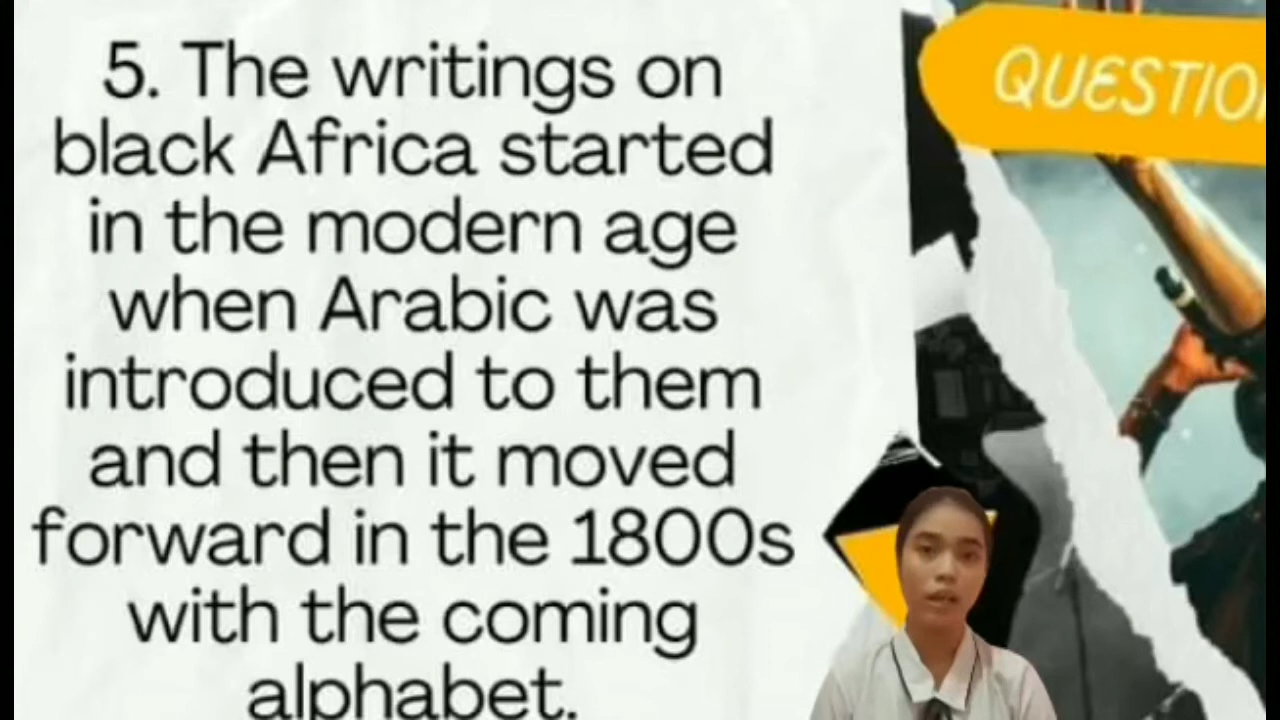 5. The writings on
black Africa started
in the modern age
when Arabic was
introduced to them
and then it moved
forward in the 1800s
with the coming
alphabet.